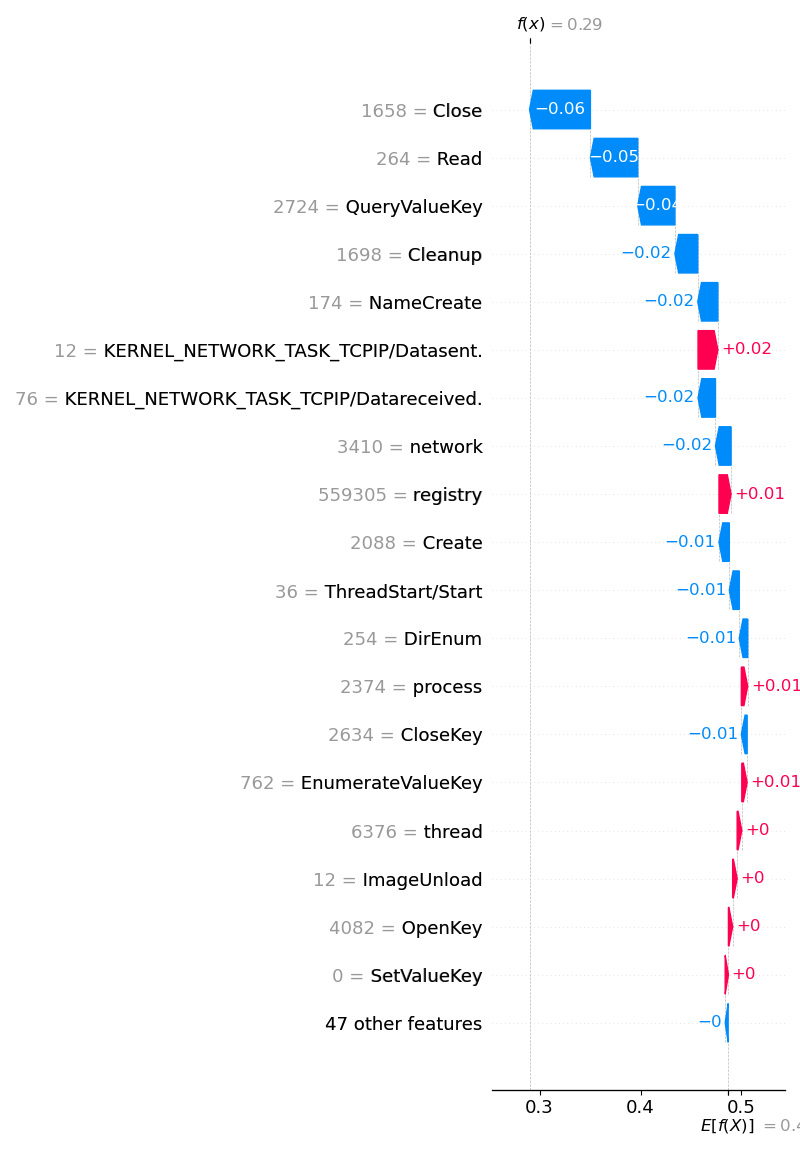 f(x) = 0.29
1658 = Close −0.06
264 = Read −0.05
2724 = QueryValueKey −0.04
1698 = Cleanup −0.02
174 = NameCreate −0.02
12 = KERNEL_NETWORK_TASK_TCPIP/Datasent. +0.02
76 = KERNEL_NETWORK_TASK_TCPIP/Datareceived. −0.02
3410 = network −0.02
559305 = registry +0.01
2088 = Create −0.01
36 = ThreadStart/Start −0.01
254 = DirEnum −0.01
2374 = process +0.01
2634 = CloseKey −0.01
762 = EnumerateValueKey +0.01
6376 = thread +0
12 = ImageUnload +0
4082 = OpenKey +0
0 = SetValueKey +0
47 other features −0
0.3 0.4 0.5
E[f(X)] = 0.4